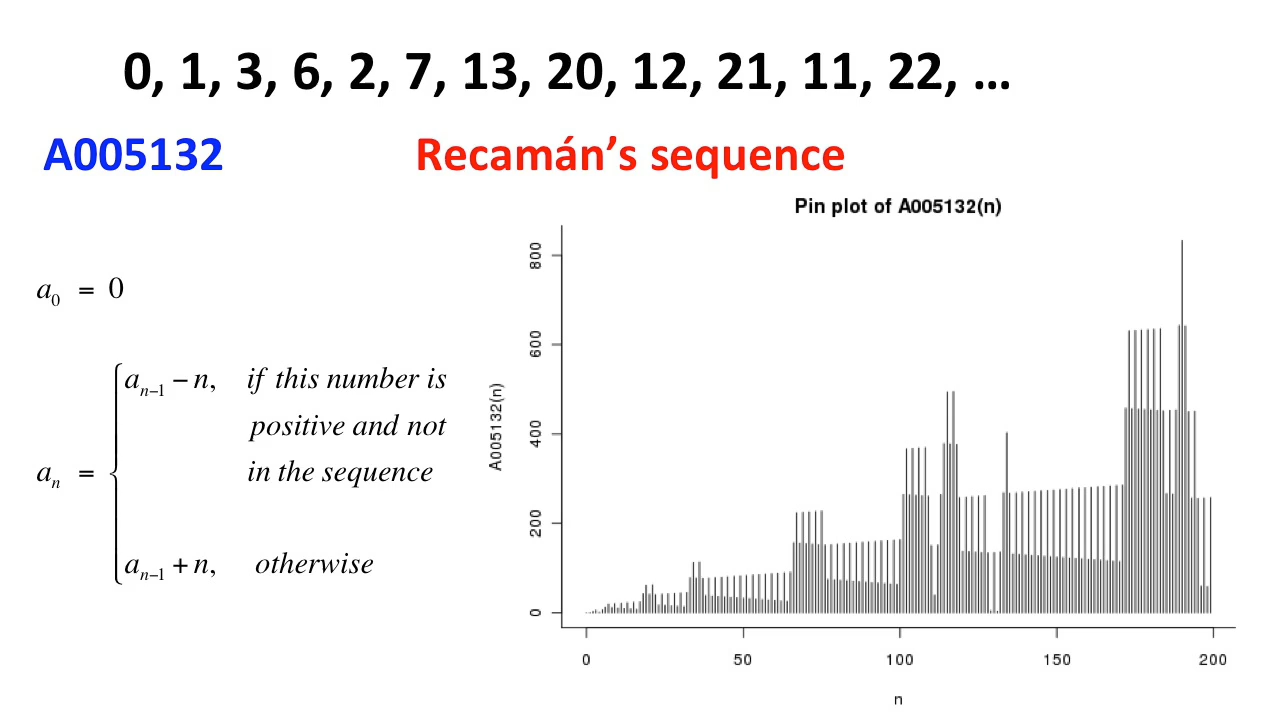 0, 1, 3, 6, 2, 7, 13, 20, 12, 21, 11, 22, …
A005132
Recamán’s sequence
a₀ = 0
aₙ = { aₙ₋₁ − n, if this number is
positive and not
in the sequence
aₙ₋₁ + n, otherwise
Pin plot of A005132(n)
A005132(n)
800
600
400
200
0
0 50 100 150 200
n